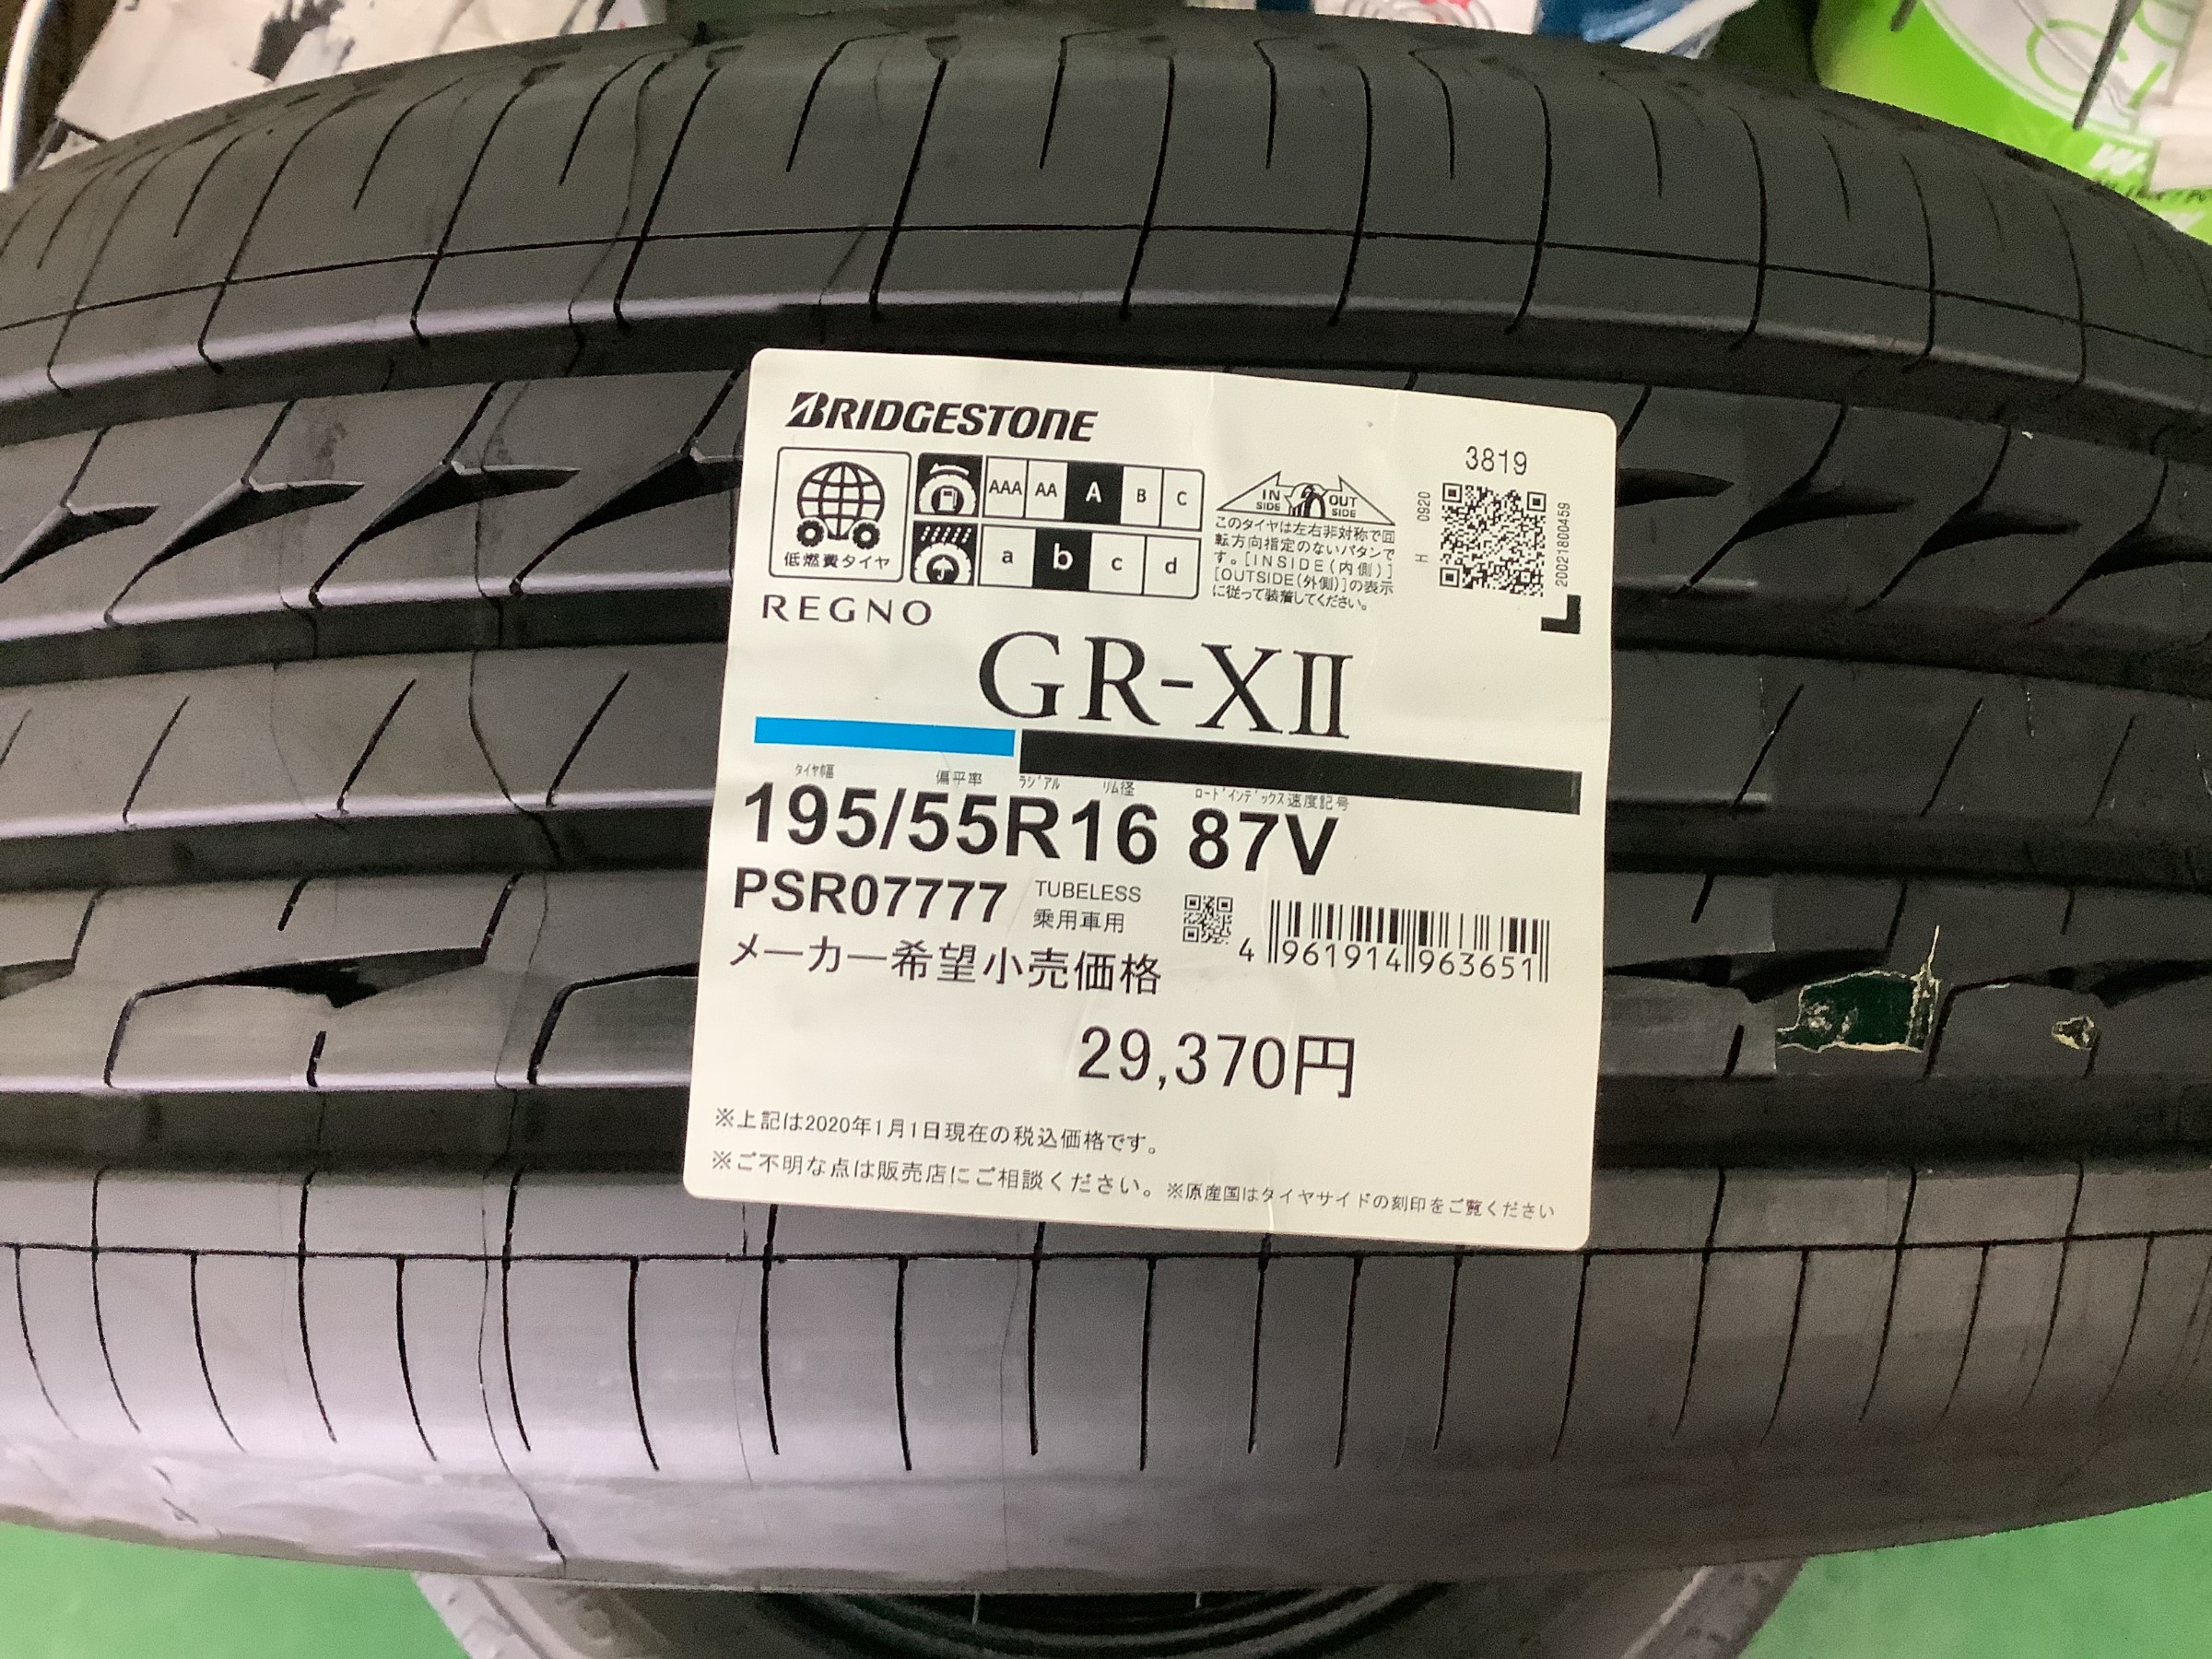 BRIDGESTONE
3819
低燃費タイヤ
AAA AA A B C
a b c d
IN SIDE OUT SIDE
このタイヤは左右非対称で回
転方向指定のないパタンで
す。[INSIDE(内側)]
[OUTSIDE(外側)]の表示
に従って装着してください。
H 0920
20021800459
L
REGNO
GR-XⅡ
タイヤ幅 偏平率 ラジアル リム径 ロードインデックス 速度記号
195/55R16 87V
PSR07777
TUBELESS
乗用車用
4 961914 963651
メーカー希望小売価格
29,370円
※上記は2020年1月1日現在の税込価格です。
※ご不明な点は販売店にご相談ください。※原産国はタイヤサイドの刻印をご覧ください